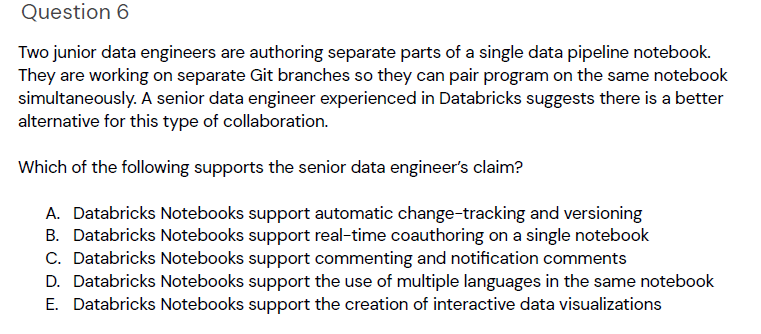 Question 6
Two junior data engineers are authoring separate parts of a single data pipeline notebook.
They are working on separate Git branches so they can pair program on the same notebook
simultaneously. A senior data engineer experienced in Databricks suggests there is a better
alternative for this type of collaboration.
Which of the following supports the senior data engineer's claim?
A. Databricks Notebooks support automatic change-tracking and versioning
B. Databricks Notebooks support real-time coauthoring on a single notebook
C. Databricks Notebooks support commenting and notification comments
D. Databricks Notebooks support the use of multiple languages in the same notebook
E. Databricks Notebooks support the creation of interactive data visualizations